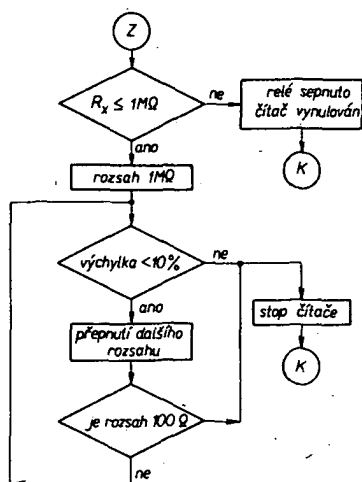 Z
R_x ≤ 1MΩ
ne
relé sepnuto
čítač vynulován
K
ano
rozsah 1MΩ
výchylka <10%
ne
ano
stop čítače
K
přepnutí dalšího
rozsahu
je rozsah 100 Ω
ne